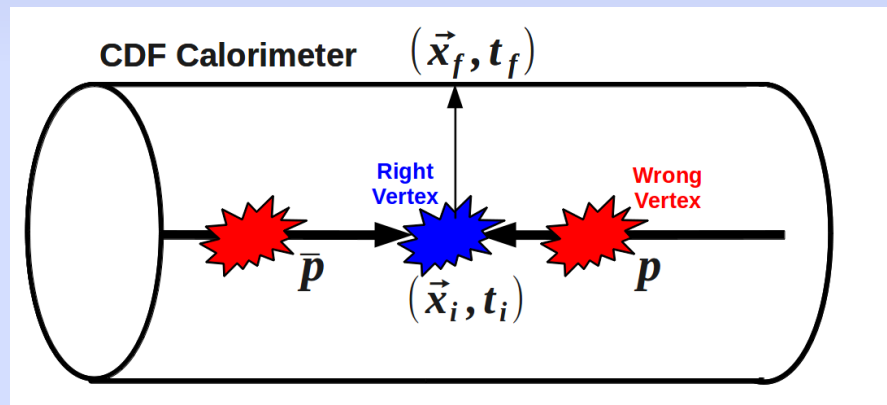 CDF Calorimeter
(x⃗_f, t_f)
Right
Vertex
Wrong
Vertex
p̅
p
(x⃗_i, t_i)